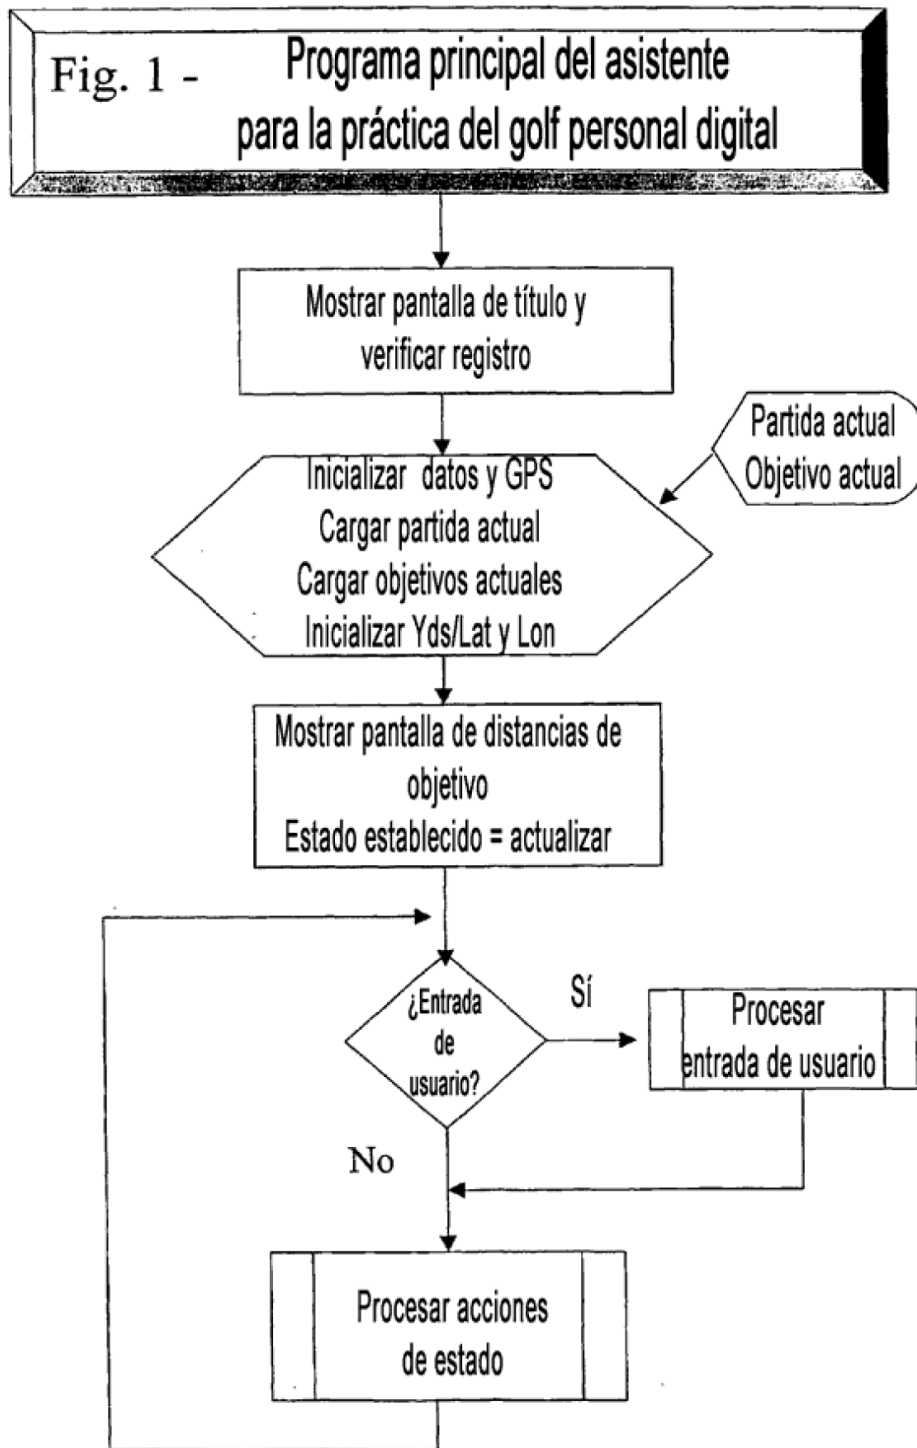 Fig. 1 - Programa principal del asistente
para la práctica del golf personal digital
Mostrar pantalla de título y
verificar registro
Partida actual
Objetivo actual
Inicializar datos y GPS
Cargar partida actual
Cargar objetivos actuales
Inicializar Yds/Lat y Lon
Mostrar pantalla de distancias de
objetivo
Estado establecido = actualizar
¿Entrada
de
usuario?
Sí
Procesar
entrada de usuario
No
Procesar acciones
de estado